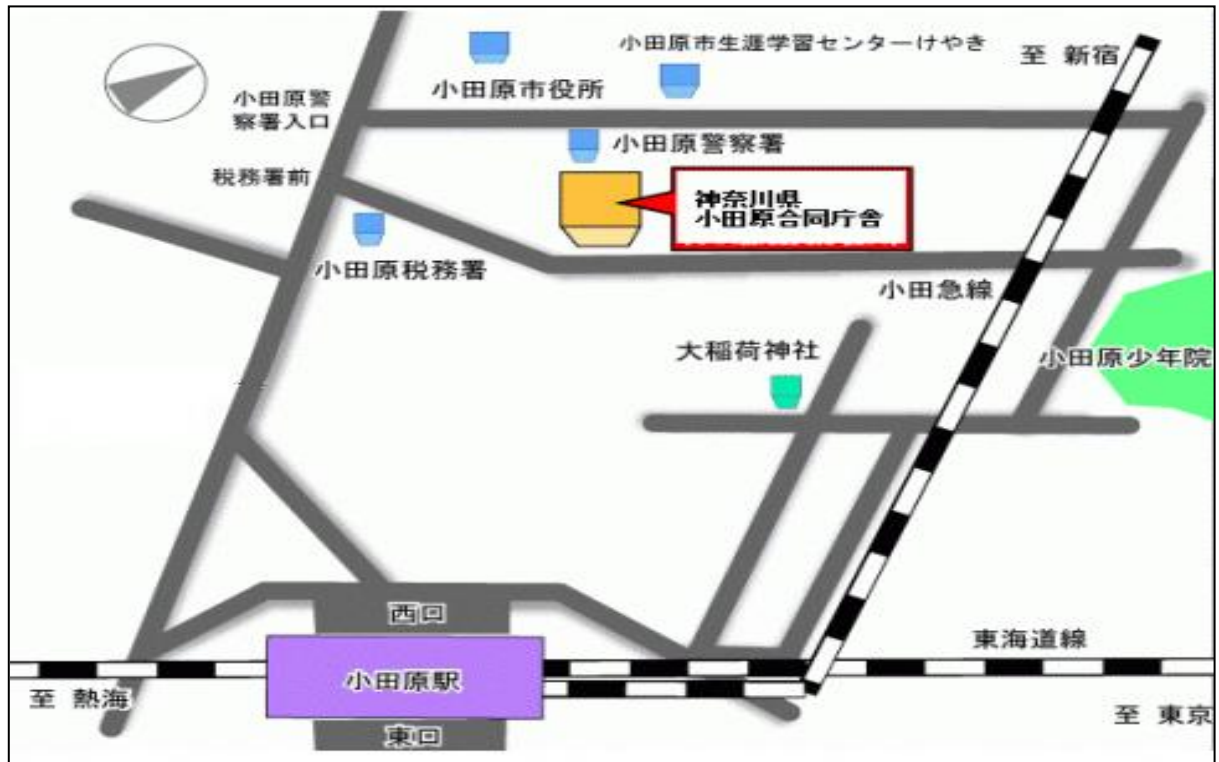 小田原市生涯学習センターけやき
至 新宿
小田原市役所
小田原警
察署入口
小田原警察署
税務署前
神奈川県
小田原合同庁舎
小田原税務署
小田急線
大稲荷神社
小田原少年院
西口
東海道線
小田原駅
至 熱海
至 東京
東口